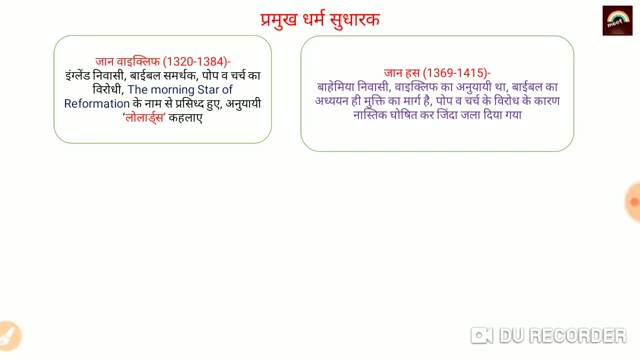 प्रमुख धर्म सुधारक
जान वाइक्लिफ (1320-1384)-
इंग्लेंड निवासी, बाईबल समर्थक, पोप व चर्च का
विरोधी, The morning Star of
Reformation के नाम से प्रसिध्द हुए, अनुयायी
‘लोलार्ड्स’ कहलाए
जान हस (1369-1415)-
बाहेमिया निवासी, वाइक्लिफ का अनुयायी था, बाईबल का
अध्ययन ही मुक्ति का मार्ग है, पोप व चर्च के विरोध के कारण
नास्तिक घोषित कर जिंदा जला दिया गया
DU RECORDER